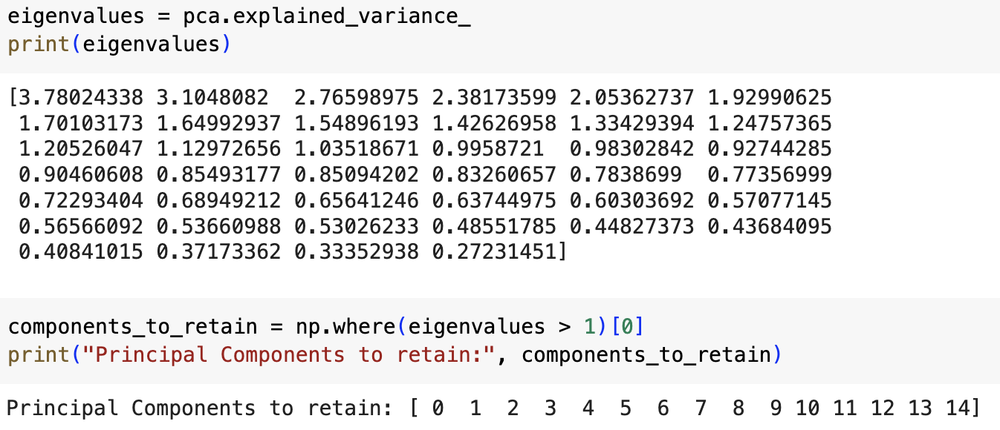 eigenvalues = pca.explained_variance_
print(eigenvalues)
[3.78024338 3.1048082  2.76598975 2.38173599 2.05362737 1.92990625
 1.70103173 1.64992937 1.54896193 1.42626958 1.33429394 1.24757365
 1.20526047 1.12972656 1.03518671 0.9958721  0.98302842 0.92744285
 0.90460608 0.85493177 0.85094202 0.83260657 0.7838699  0.77356999
 0.72293404 0.68949212 0.65641246 0.63744975 0.60303692 0.57077145
 0.56566092 0.53660988 0.53026233 0.48551785 0.44827373 0.43684095
 0.40841015 0.37173362 0.33352938 0.27231451]
components_to_retain = np.where(eigenvalues > 1)[0]
print("Principal Components to retain:", components_to_retain)
Principal Components to retain: [ 0  1  2  3  4  5  6  7  8  9 10 11 12 13 14]